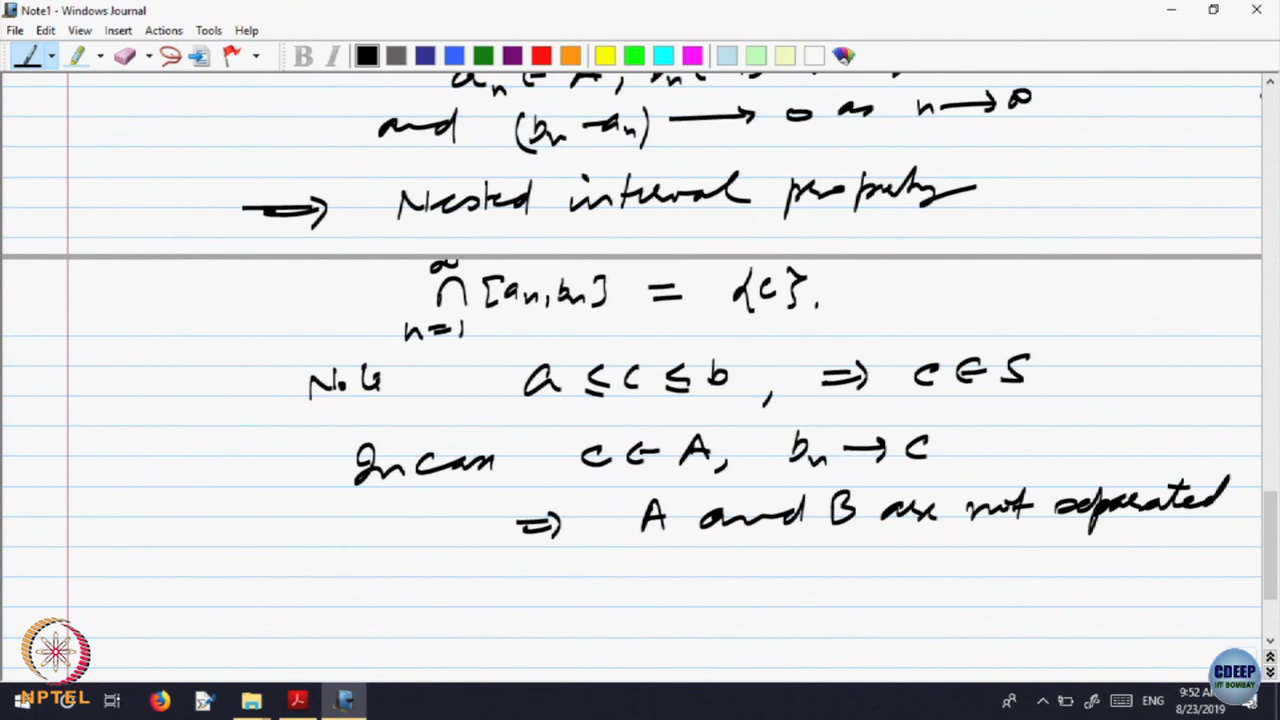 Note1 - Windows Journal
File Edit View Insert Actions Tools Help
B I
aₙ ∈ A, bₙ ∈ B
and (bₙ - aₙ) ⟶ 0 as n ⟶ ∞
⟹ Nested interval property
∞
∩ [aₙ, bₙ] = {c}.
n=1
Note a ≤ c ≤ b, ⟹ c ∈ S
In case c ∈ A, bₙ → c
⟹ A and B are not separated
NPTEL
CDEEP
IIT BOMBAY
ENG
9:52 AM
8/23/2019